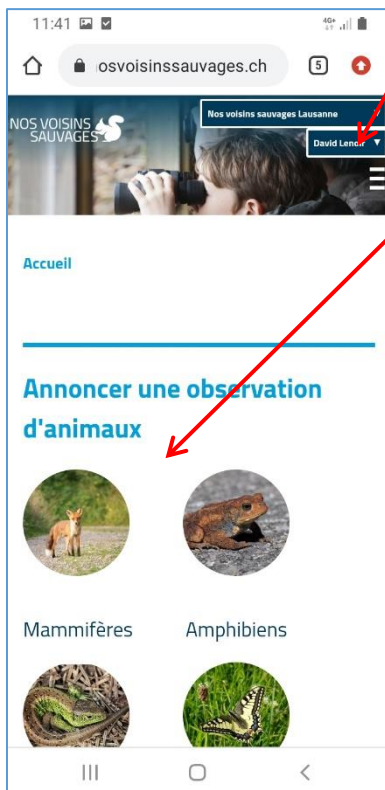 11:41
4G+
osvoisinssauvages.ch
5
Nos voisins sauvages Lausanne
NOS VOISINS
SAUVAGES
David Lenoir
Accueil
Annoncer une observation
d'animaux
Mammifères
Amphibiens